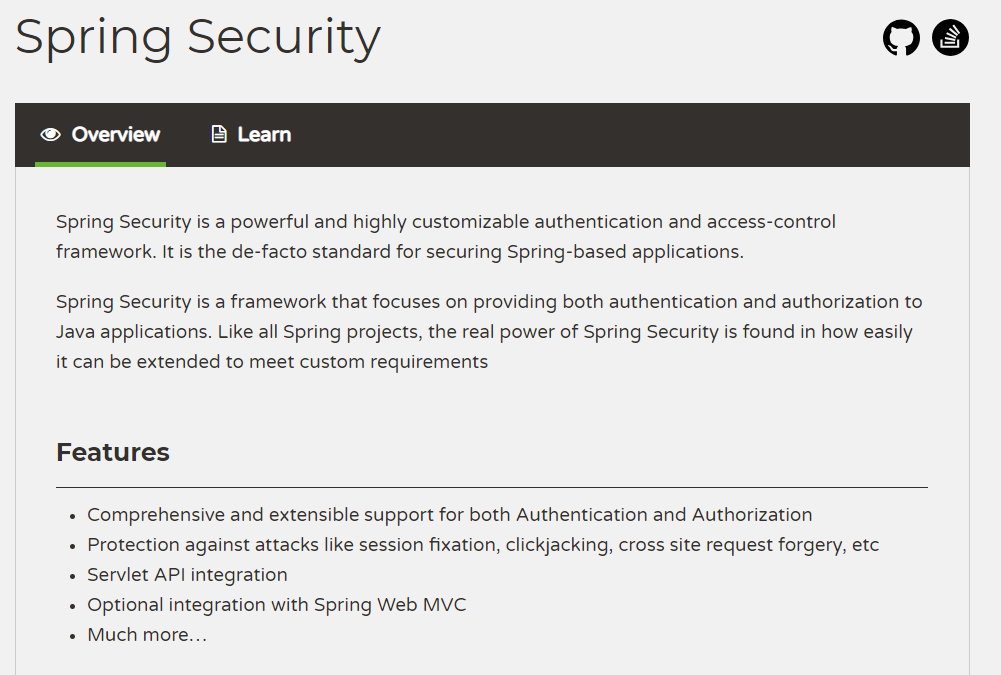 Spring Security
Overview
Learn
Spring Security is a powerful and highly customizable authentication and access-control
framework. It is the de-facto standard for securing Spring-based applications.
Spring Security is a framework that focuses on providing both authentication and authorization to
Java applications. Like all Spring projects, the real power of Spring Security is found in how easily
it can be extended to meet custom requirements
Features
• Comprehensive and extensible support for both Authentication and Authorization
• Protection against attacks like session fixation, clickjacking, cross site request forgery, etc
• Servlet API integration
• Optional integration with Spring Web MVC
• Much more…